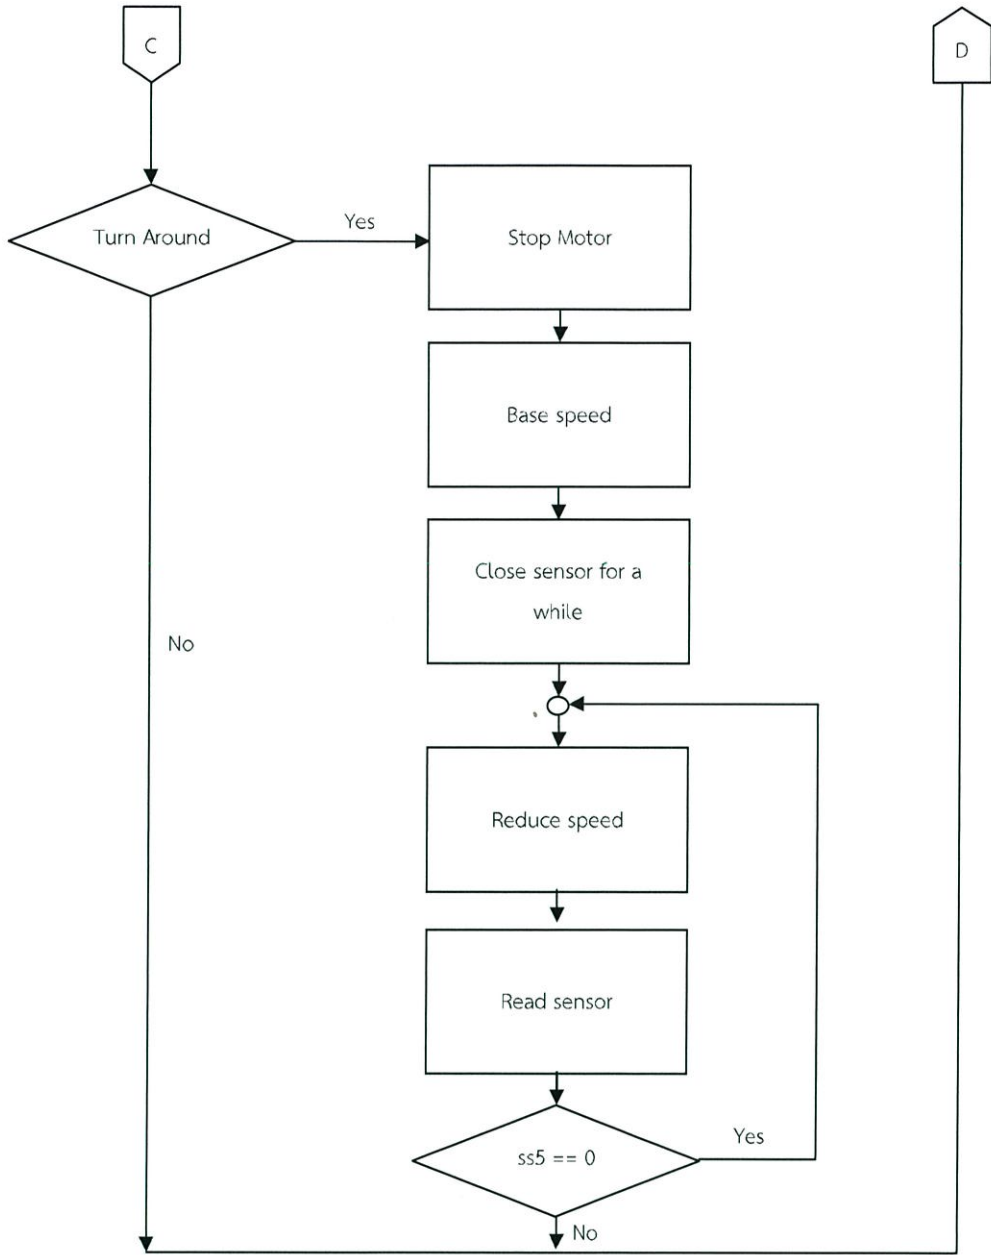 C
D
Turn Around
Yes
Stop Motor
Base speed
Close sensor for a
while
No
Reduce speed
Read sensor
ss5 == 0
Yes
No